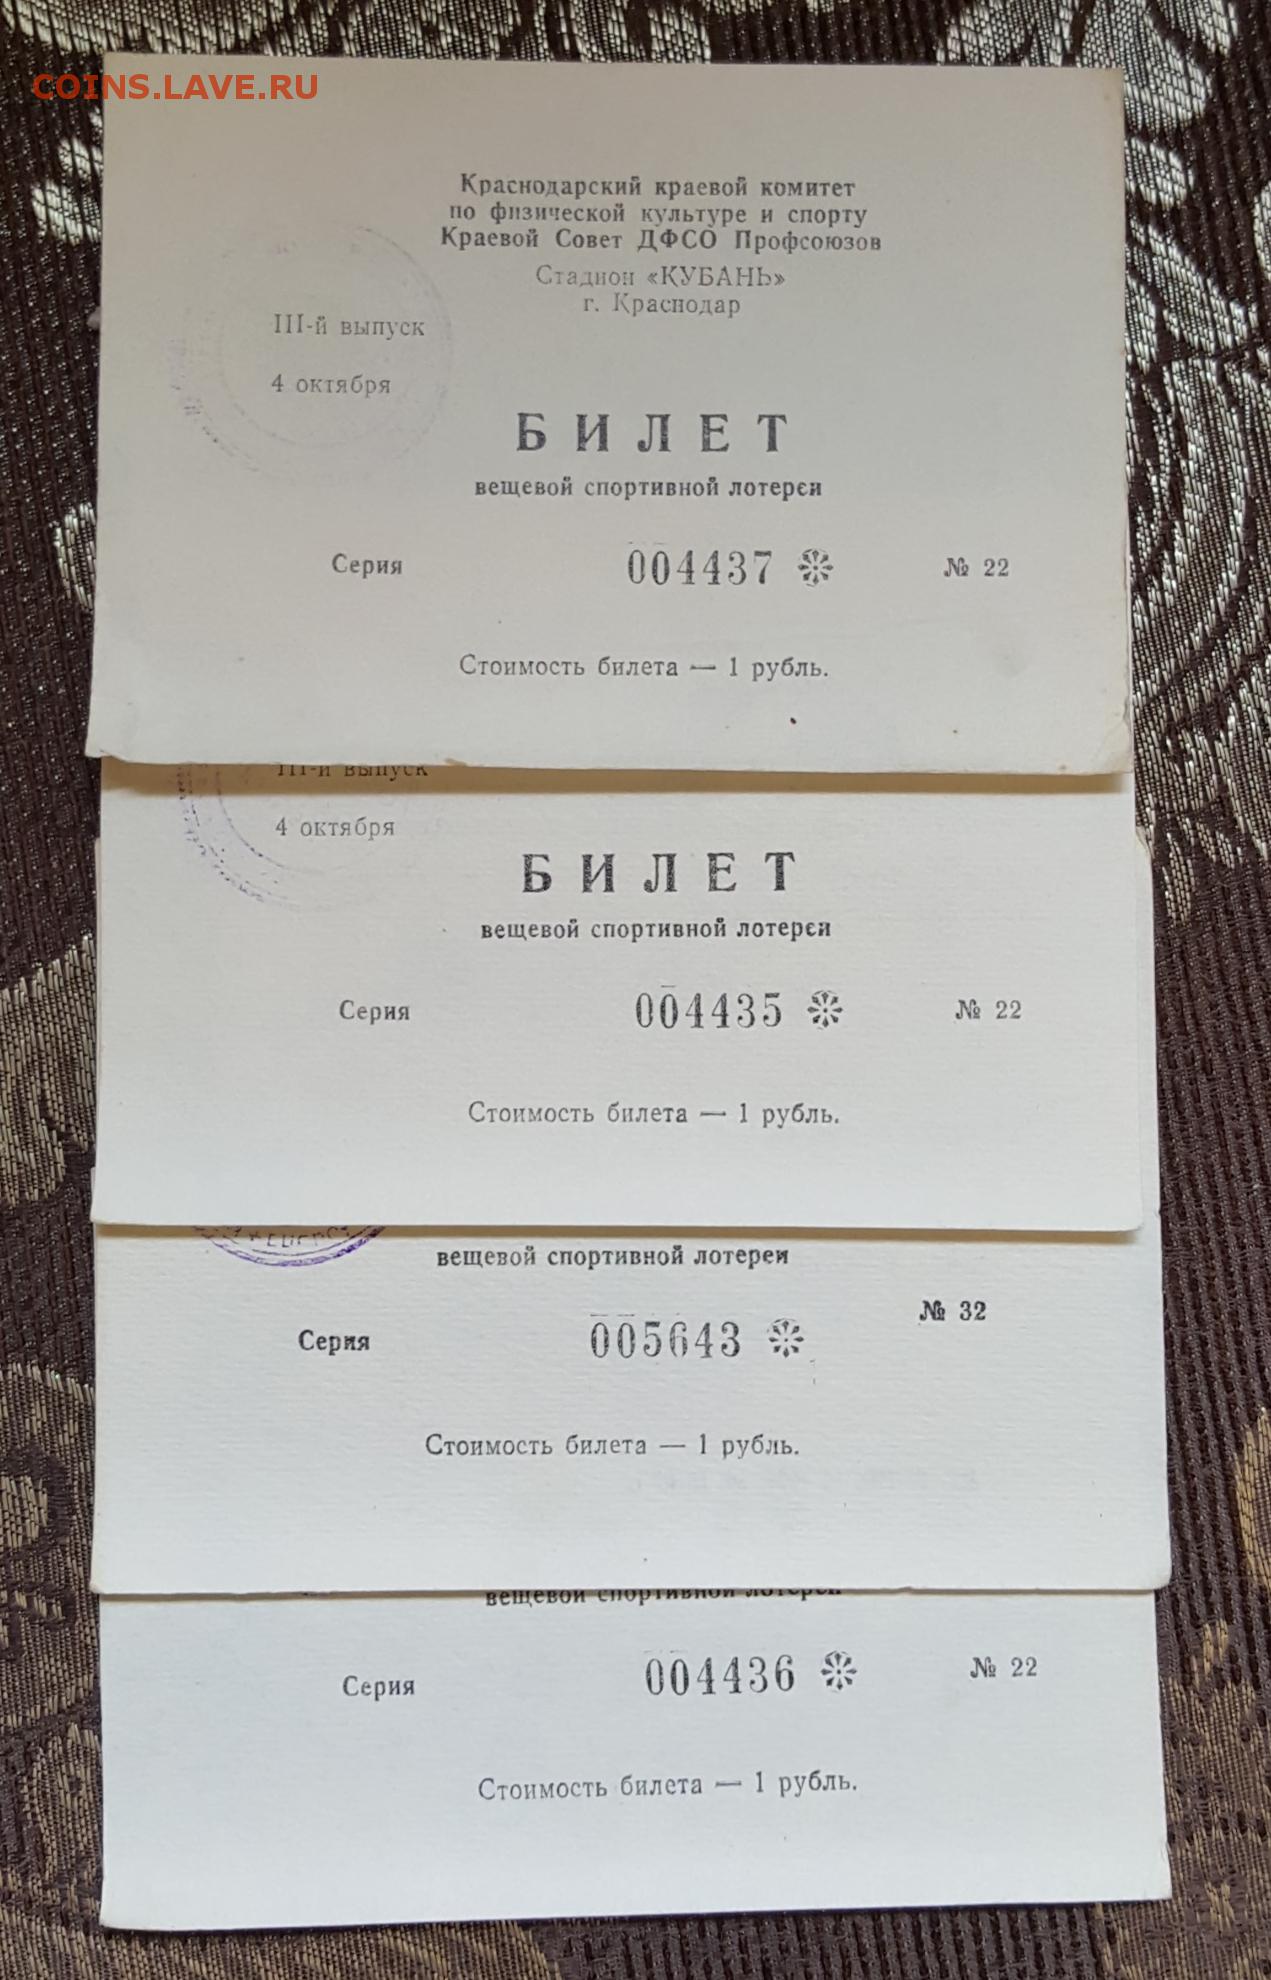 COINS.LAVE.RU
Краснодарский краевой комитет
по физической культуре и спорту
Краевой Совет ДФСО Профсоюзов
Стадион «КУБАНЬ»
г. Краснодар
III-й выпуск
4 октября
БИЛЕТ
вещевой спортивной лотереи
Серия 004437 № 22
Стоимость билета — 1 рубль.
III-й выпуск
4 октября
БИЛЕТ
вещевой спортивной лотереи
Серия 004435 № 22
Стоимость билета — 1 рубль.
вещевой спортивной лотереи
№ 32
Серия 005643
Стоимость билета — 1 рубль.
вещевой спортивной лотереи
Серия 004436 № 22
Стоимость билета — 1 рубль.